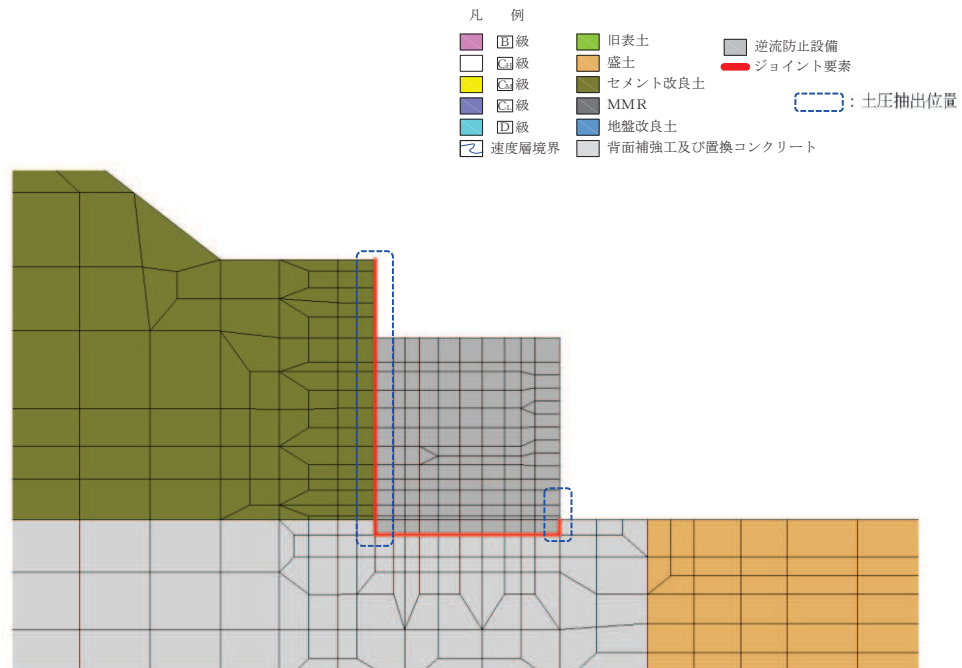 凡 例
B級
CH級
CM級
CL級
D級
速度層境界
旧表土
盛土
セメント改良土
MMR
地盤改良土
背面補強工及び置換コンクリート
逆流防止設備
ジョイント要素
：土圧抽出位置